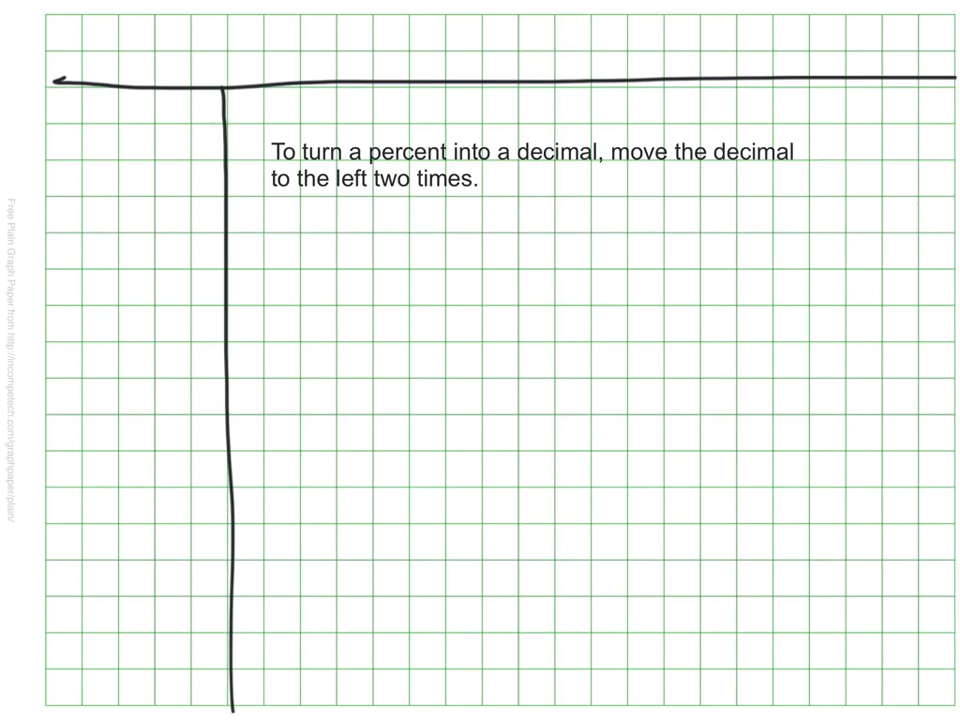 To turn a percent into a decimal, move the decimal
to the left two times.
Free Plain Graph Paper from http://incompetech.com/graphpaper/plain/